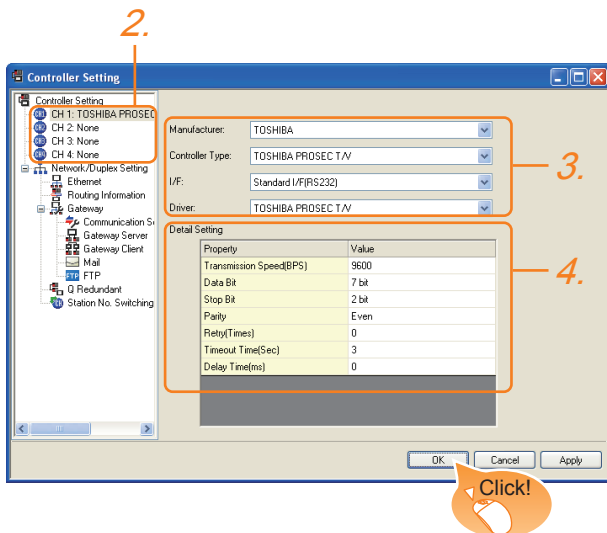 2.
Controller Setting
Controller Setting
CH 1: TOSHIBA PROSEC
CH 2: None
CH 3: None
CH 4: None
Network/Duplex Setting
Ethernet
Routing Information
Gateway
Communication S
Gateway Server
Gateway Client
Mail
FTP FTP
Q Redundant
Station No. Switching
Manufacturer: TOSHIBA
Controller Type: TOSHIBA PROSEC T/V
I/F: Standard I/F(RS232)
Driver: TOSHIBA PROSEC T/V
3.
Detail Setting
Property Value
Transmission Speed(BPS) 9600
Data Bit 7 bit
Stop Bit 2 bit
Parity Even
Retry(Times) 0
Timeout Time(Sec) 3
Delay Time(ms) 0
4.
OK Cancel Apply
Click!